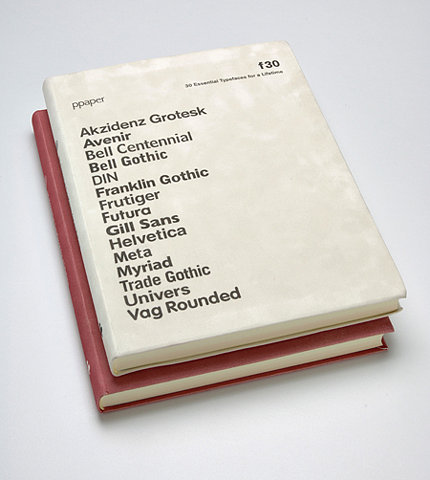 f30
30 Essential Typefaces for a Lifetime
ppaper
Akzidenz Grotesk
Avenir
Bell Centennial
Bell Gothic
DIN
Franklin Gothic
Frutiger
Futura
Gill Sans
Helvetica
Meta
Myriad
Trade Gothic
Univers
Vag Rounded